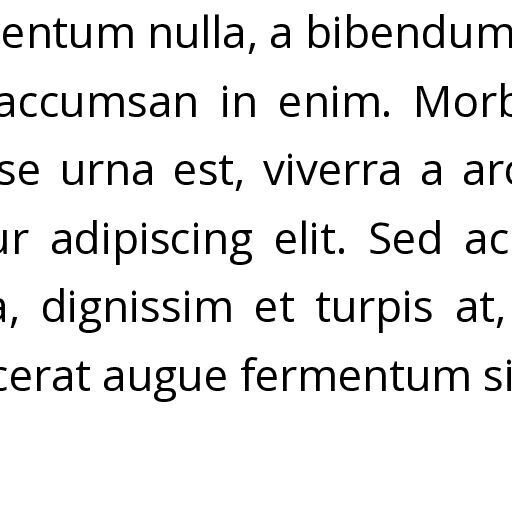 entum nulla, a bibendum
accumsan in enim. Morb
se urna est, viverra a arc
ur adipiscing elit. Sed ac
a, dignissim et turpis at,
cerat augue fermentum si